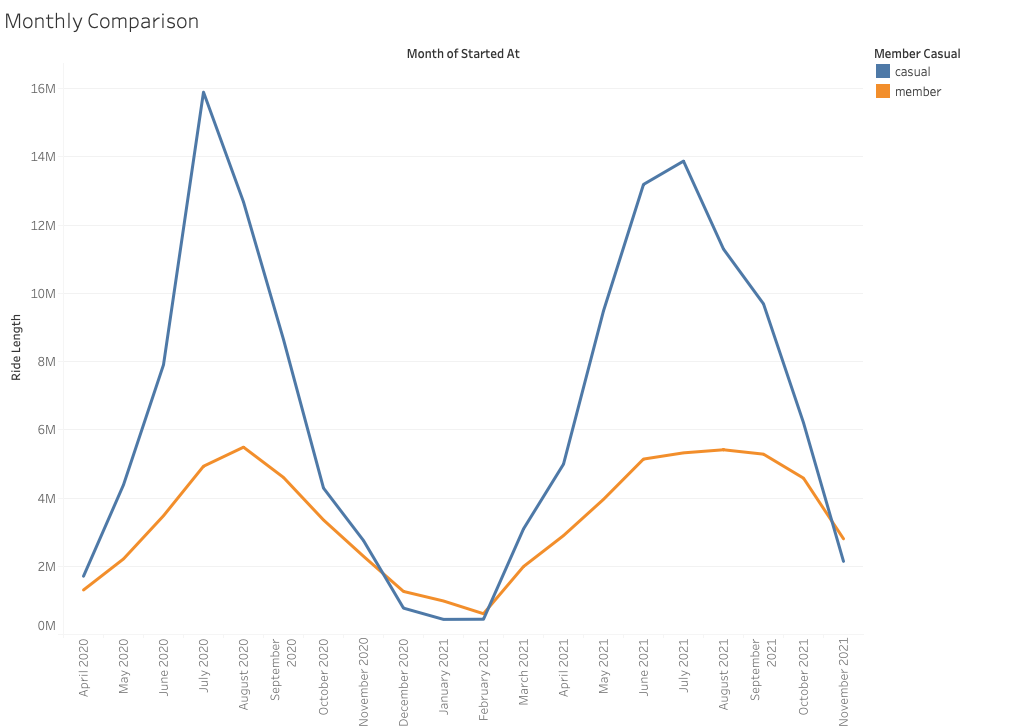 Monthly Comparison
Month of Started At
Member Casual
casual
member
Ride Length
16M
14M
12M
10M
8M
6M
4M
2M
0M
April 2020
May 2020
June 2020
July 2020
August 2020
September
2020
October 2020
November 2020
December 2020
January 2021
February 2021
March 2021
April 2021
May 2021
June 2021
July 2021
August 2021
September
2021
October 2021
November 2021